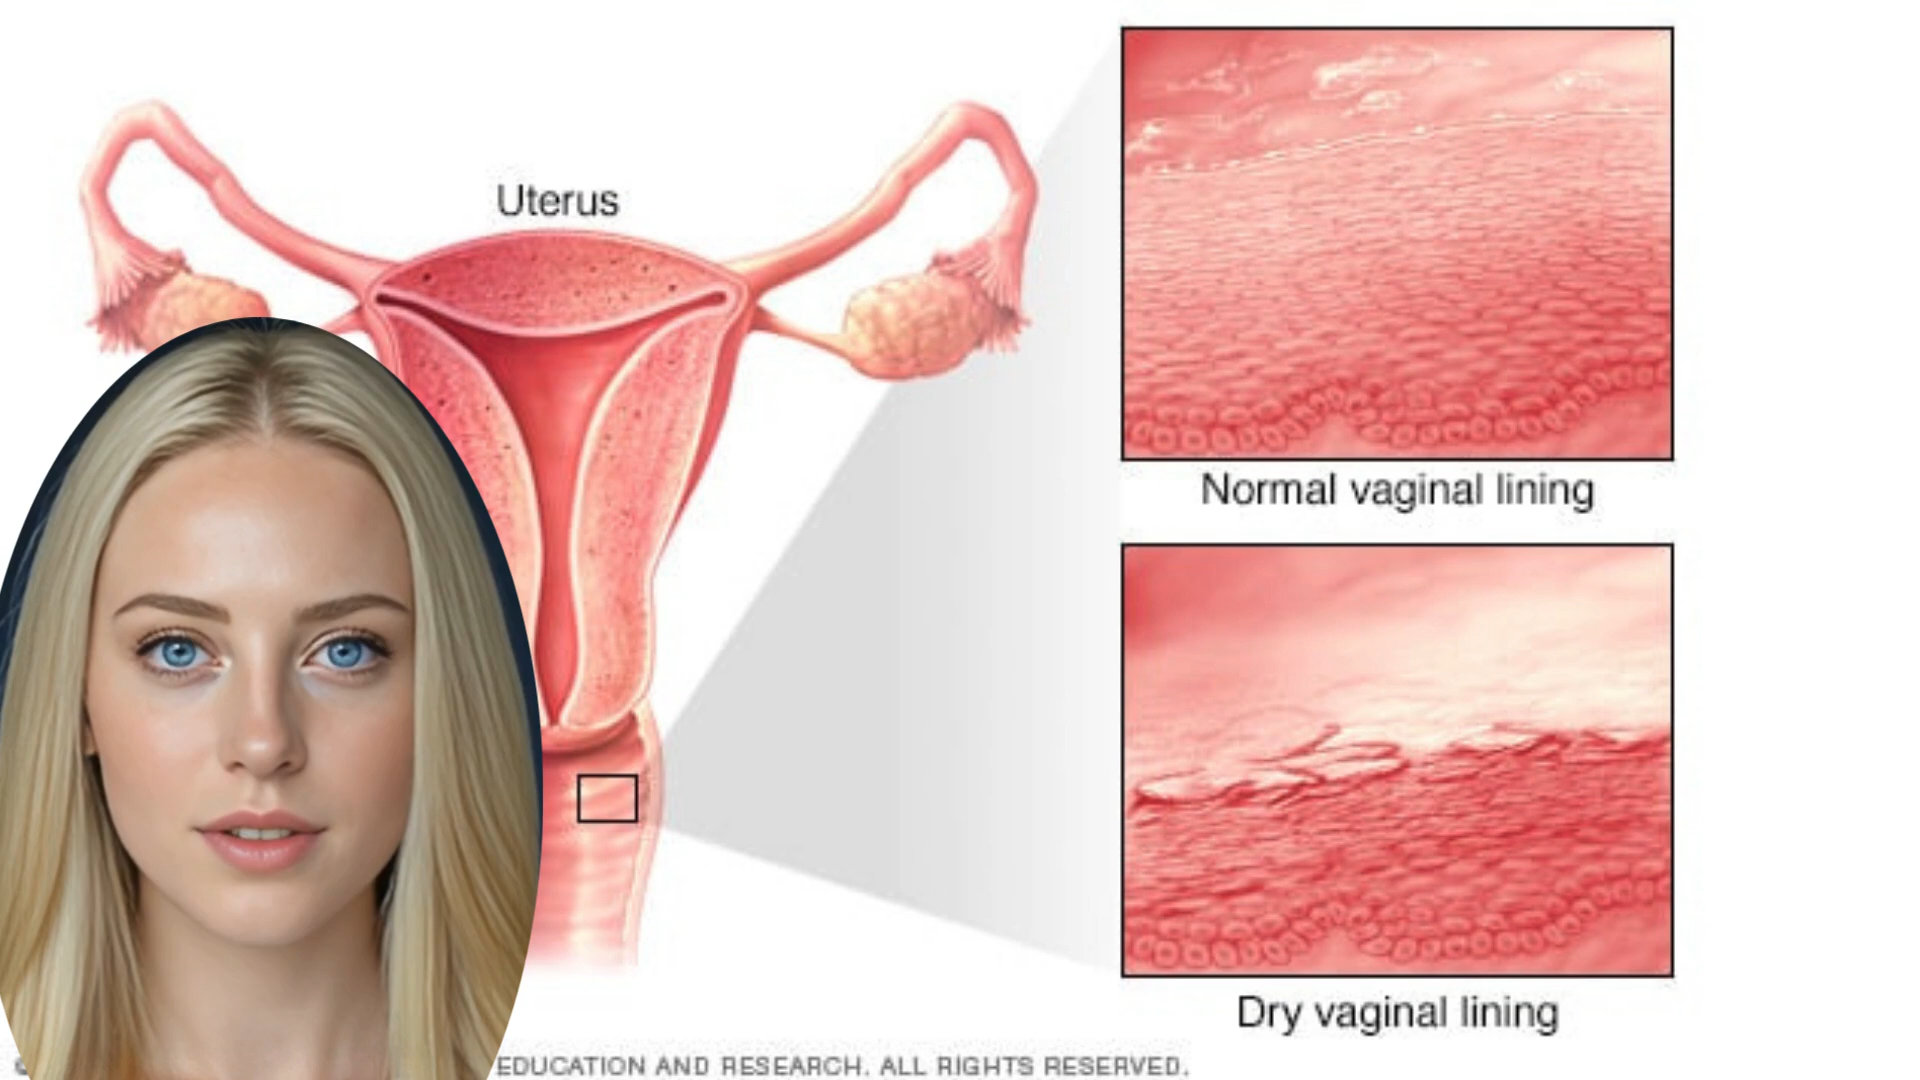 Uterus
Normal vaginal lining
Dry vaginal lining
EDUCATION AND RESEARCH. ALL RIGHTS RESERVED.